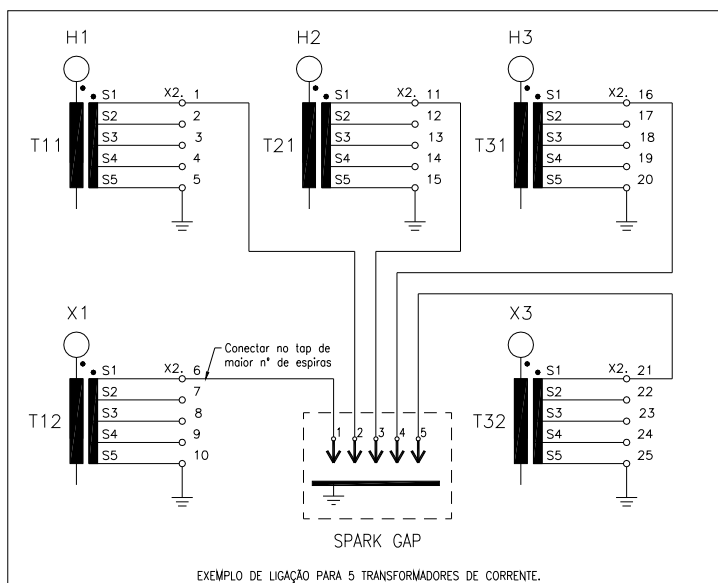 H1
H2
H3
S1 X2. 1
S2 2
S3 3
S4 4
S5 5
T11
S1 X2. 11
S2 12
S3 13
S4 14
S5 15
T21
S1 X2. 16
S2 17
S3 18
S4 19
S5 20
T31
X1
X3
S1 X2. 6
S2 7
S3 8
S4 9
S5 10
T12
Conectar no tap de
maior n° de espiras
S1 X2. 21
S2 22
S3 23
S4 24
S5 25
T32
1 2 3 4 5
SPARK GAP
EXEMPLO DE LIGAÇÃO PARA 5 TRANSFORMADORES DE CORRENTE.